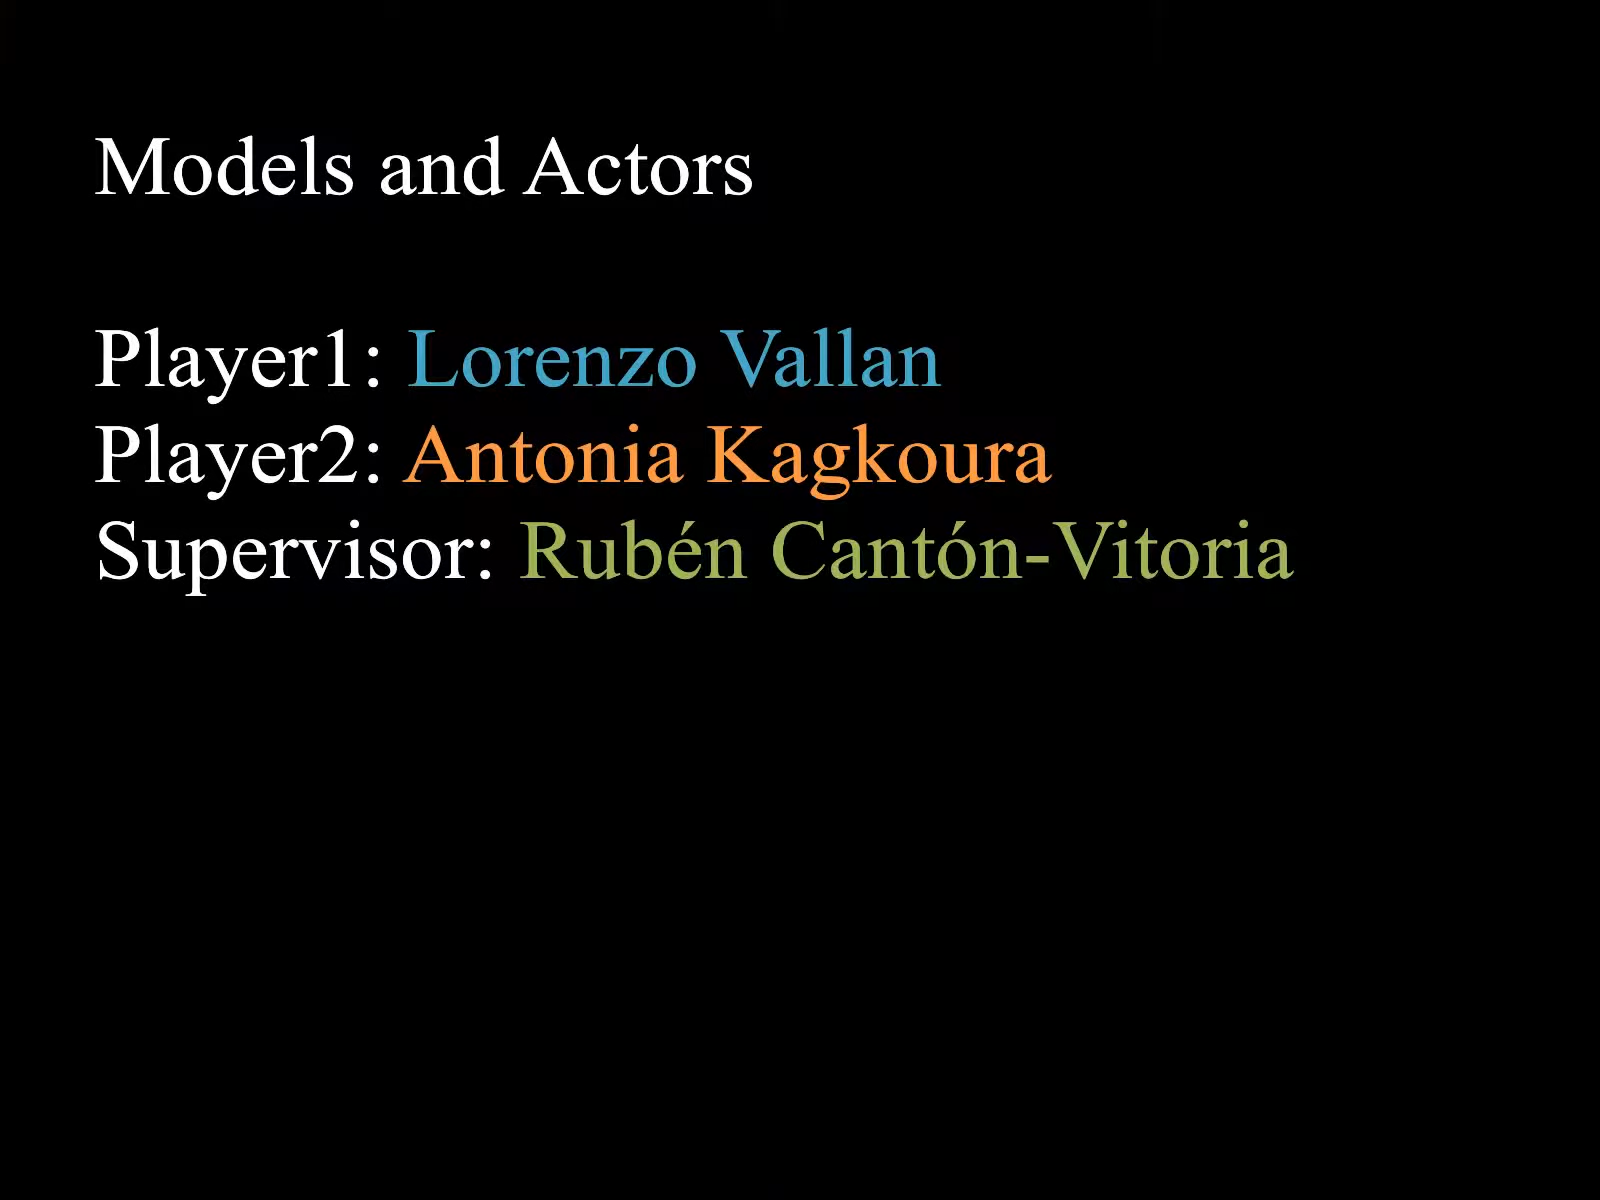 Models and Actors
Player1: Lorenzo Vallan
Player2: Antonia Kagkoura
Supervisor: Rubén Cantón-Vitoria